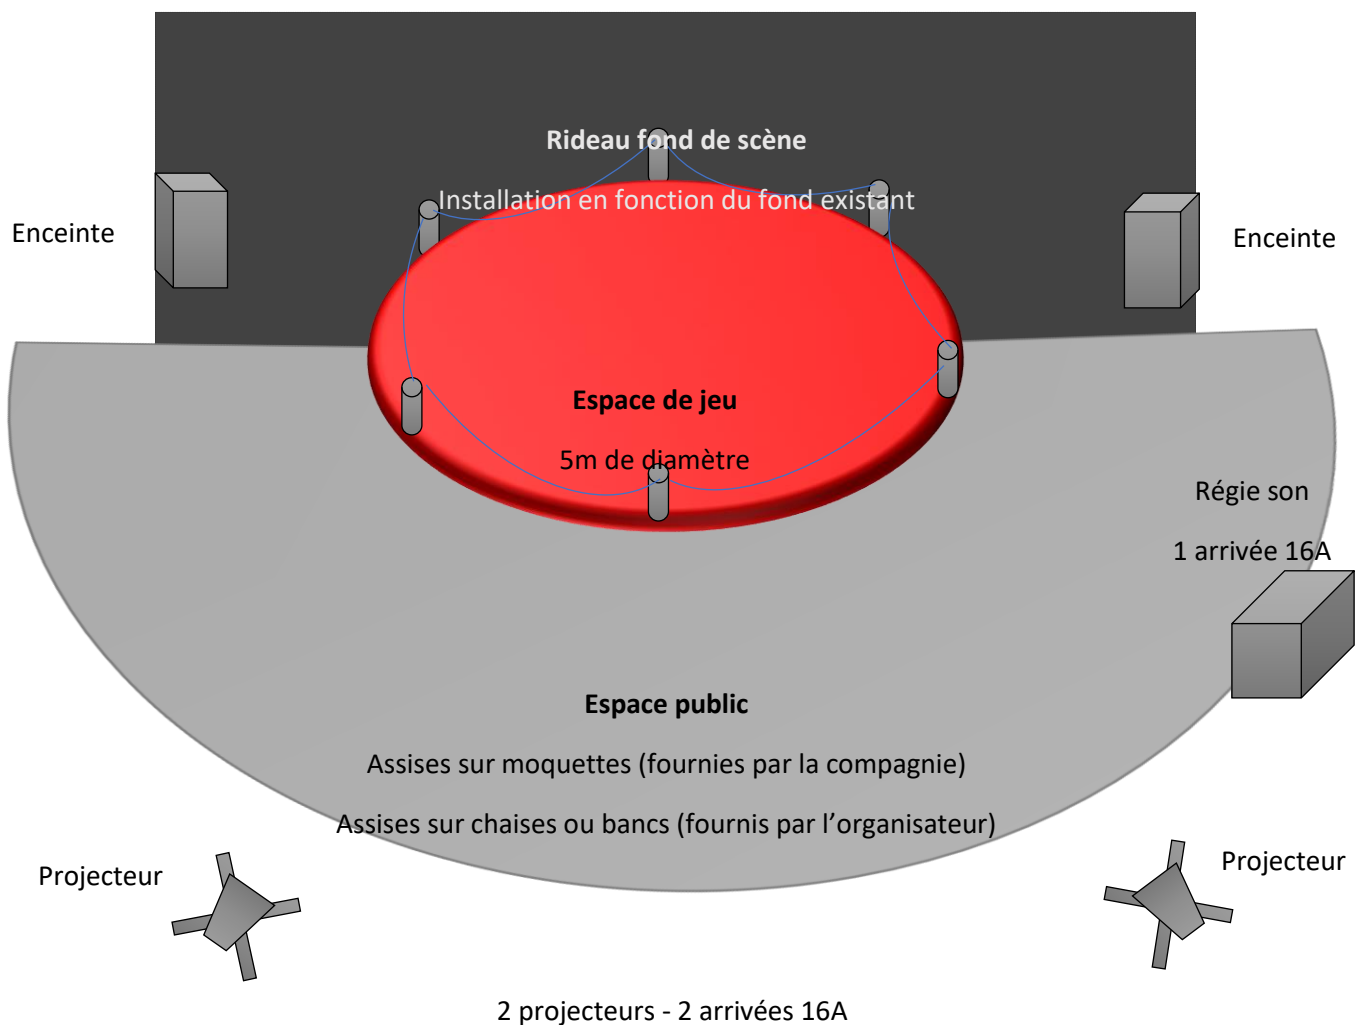 Rideau fond de scène
Installation en fonction du fond existant
Enceinte
Enceinte
Espace de jeu
5m de diamètre
Régie son
1 arrivée 16A
Espace public
Assises sur moquettes (fournies par la compagnie)
Assises sur chaises ou bancs (fournis par l’organisateur)
Projecteur
Projecteur
2 projecteurs - 2 arrivées 16A